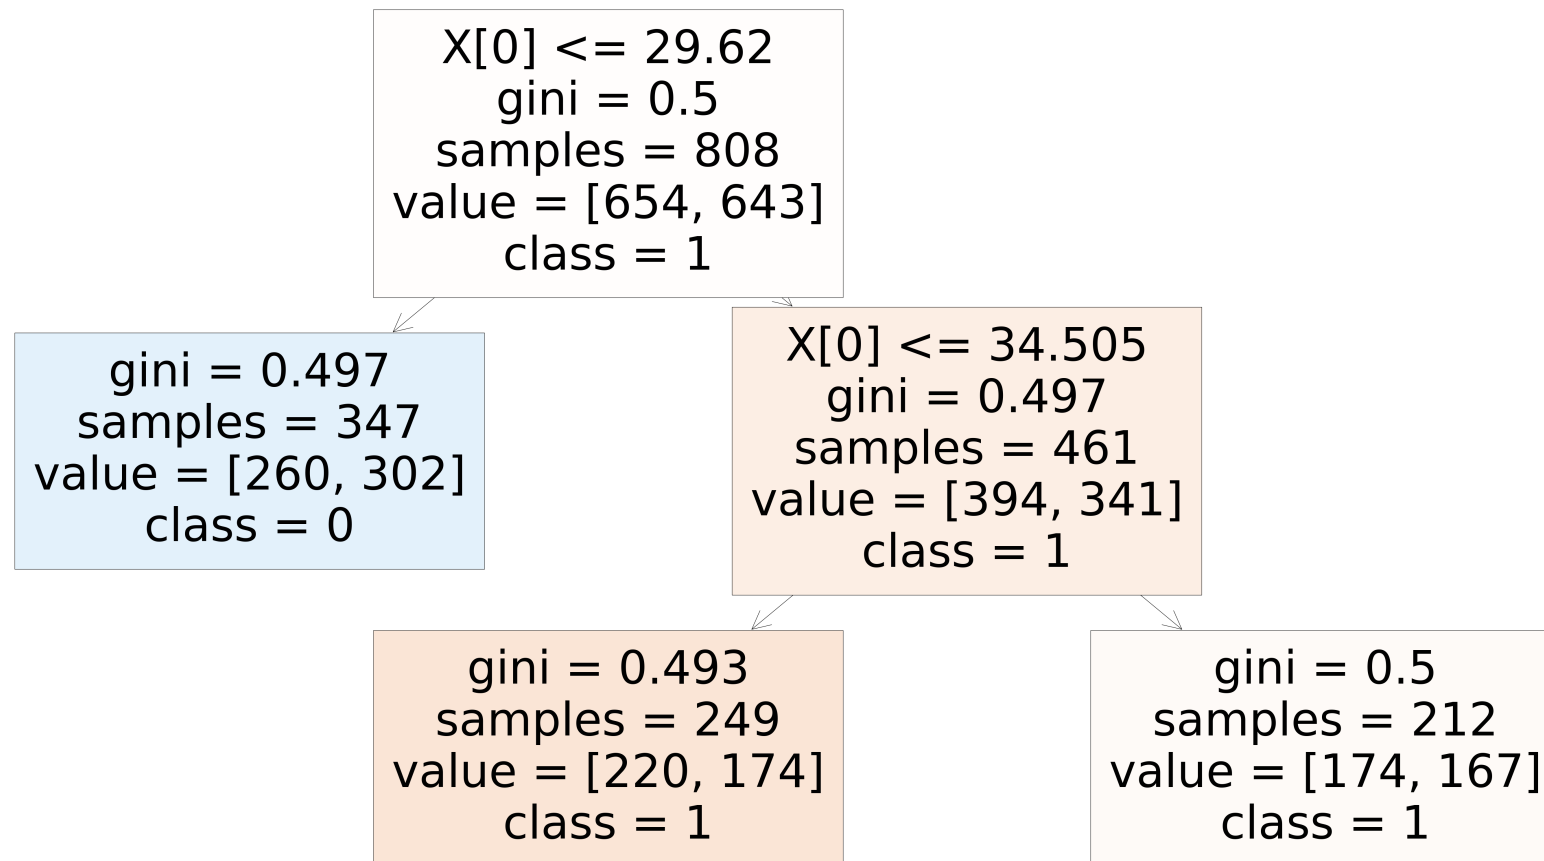 X[0] <= 29.62
gini = 0.5
samples = 808
value = [654, 643]
class = 1
gini = 0.497
samples = 347
value = [260, 302]
class = 0
X[0] <= 34.505
gini = 0.497
samples = 461
value = [394, 341]
class = 1
gini = 0.493
samples = 249
value = [220, 174]
class = 1
gini = 0.5
samples = 212
value = [174, 167]
class = 1